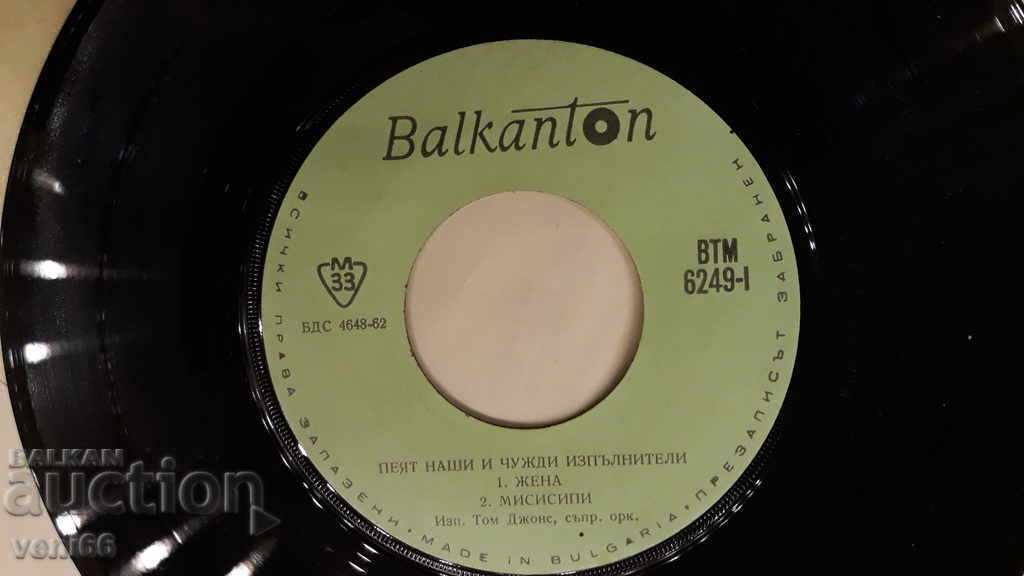 Balkanton
М
33
БДС 4648-62
ВТМ
6249-I
ПЕЯТ НАШИ И ЧУЖДИ ИЗПЪЛНИТЕЛИ
1. ЖЕНА
2. МИСИСИПИ
Изп. Том Джонс, съпр. орк.
ВСИЧКИ ПРАВА ЗАПАЗЕНИ · MADE IN BULGARIA · ПРЕЗАПИСЪТ ЗАБРАНЕН
BALKAN
auction
veni66